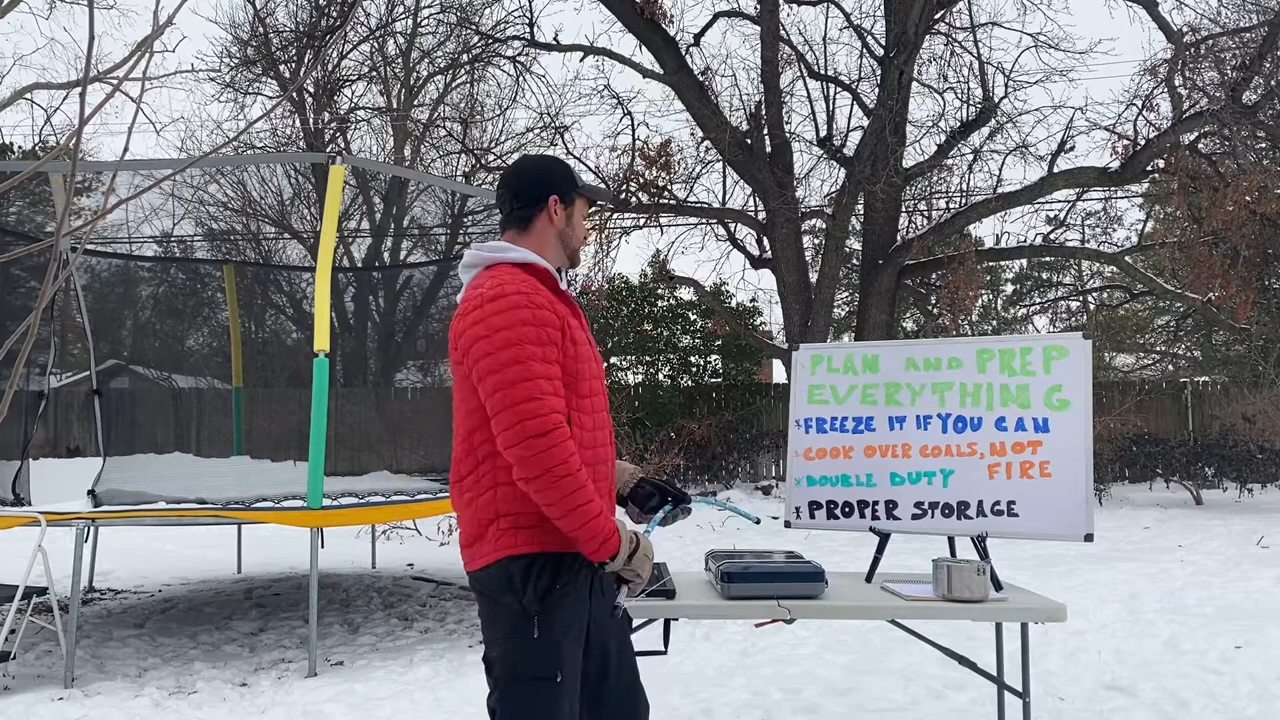 PLAN AND PREP
EVERYTHING
*FREEZE IT IF YOU CAN
*COOK OVER COALS, NOT
FIRE
*DOUBLE DUTY
*PROPER STORAGE